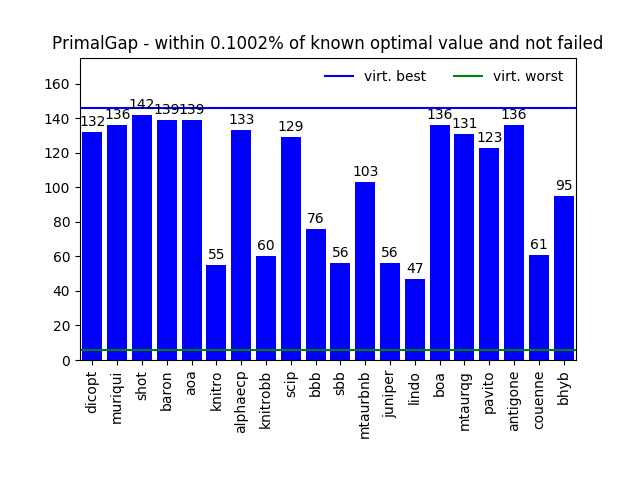 PrimalGap - within 0.1002% of known optimal value and not failed
virt. best virt. worst
160
140
120
100
80
60
40
20
0
132 136 142 139 139 55 133 60 129 76 56 103 56 47 136 131 123 136 61 95
dicopt
muriqui
shot
baron
aoa
knitro
alphaecp
knitrobb
scip
bbb
sbb
mtaurbnb
juniper
lindo
boa
mtaurqg
pavito
antigone
couenne
bhyb